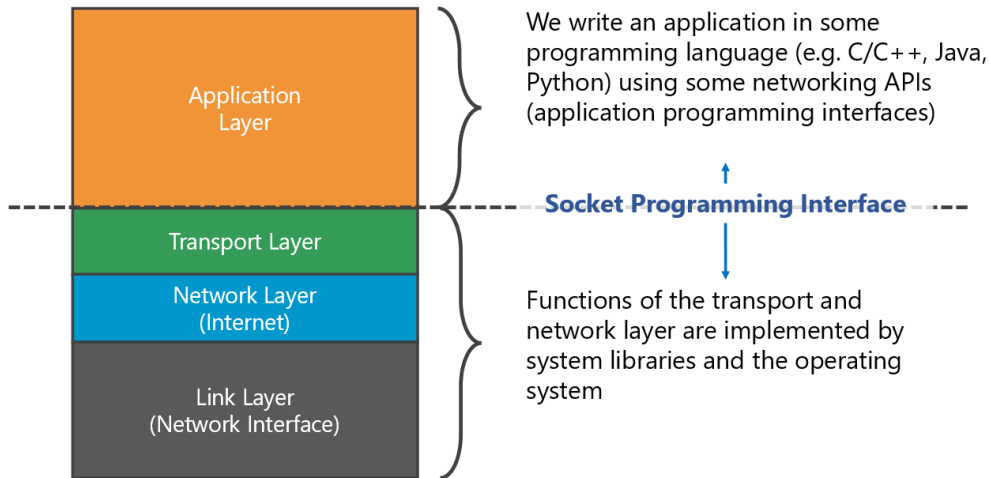 Application
Layer
Transport Layer
Network Layer
(Internet)
Link Layer
(Network Interface)
We write an application in some
programming language (e.g. C/C++, Java,
Python) using some networking APIs
(application programming interfaces)
Socket Programming Interface
Functions of the transport and
network layer are implemented by
system libraries and the operating
system